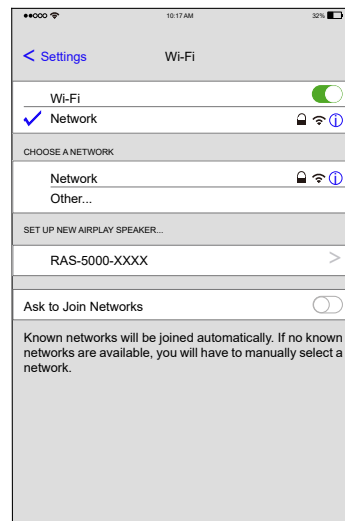 10:17 AM 32%
< Settings Wi-Fi
Wi-Fi
Network
CHOOSE A NETWORK
Network
Other...
SET UP NEW AIRPLAY SPEAKER...
RAS-5000-XXXX >
Ask to Join Networks
Known networks will be joined automatically. If no known
networks are available, you will have to manually select a
network.